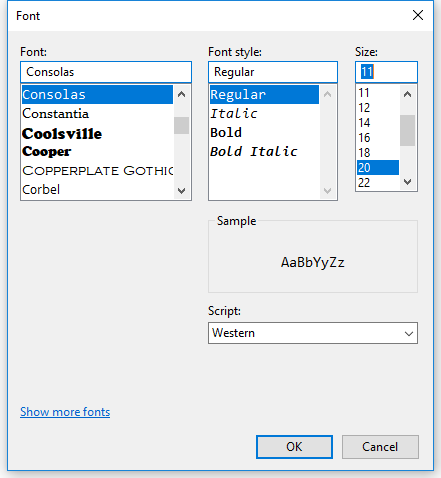 Font
Font:
Consolas
Consolas
Constantia
Coolsville
Cooper
COPPERPLATE GOTHIC
Corbel
Font style:
Regular
Regular
Italic
Bold
Bold Italic
Size:
11
11
12
14
16
18
20
22
Sample
AaBbYyZz
Script:
Western
Show more fonts
OK
Cancel